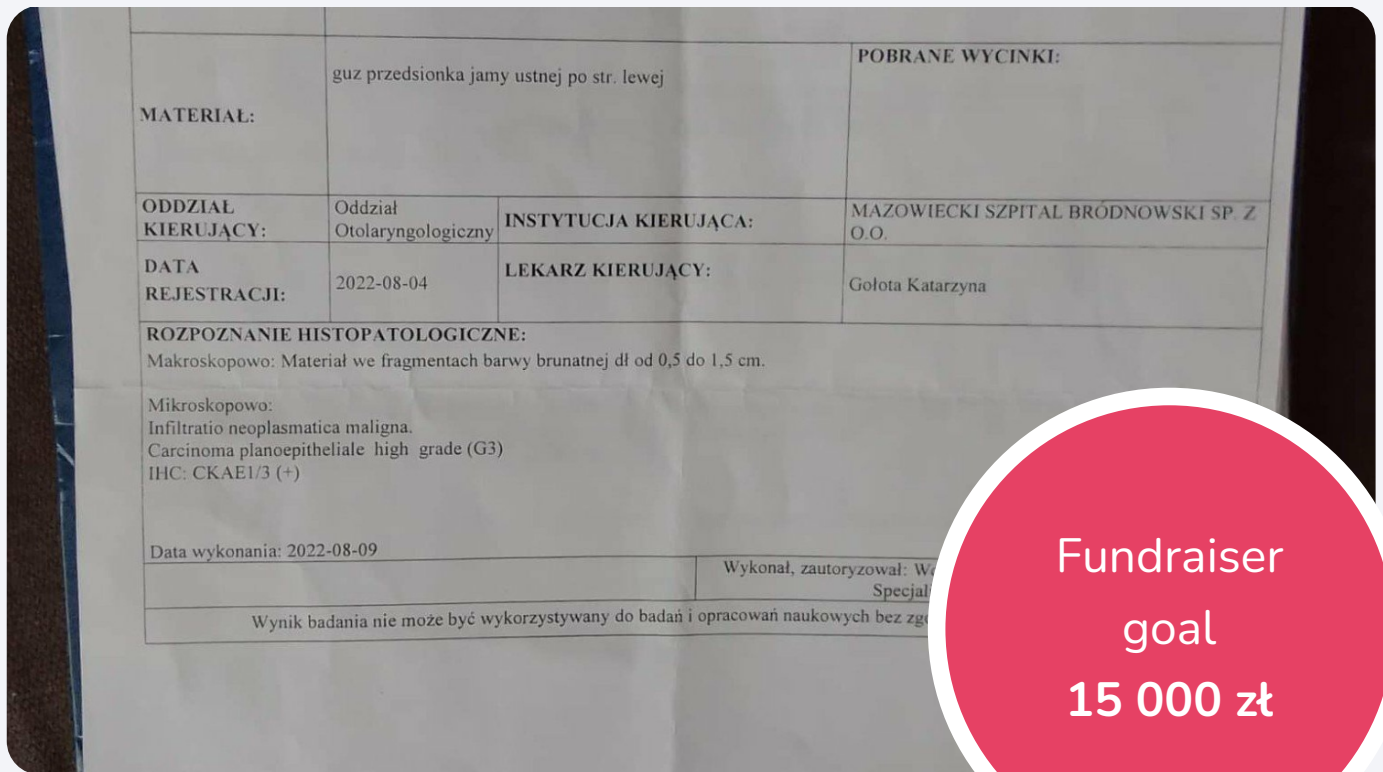 guz przedsionka jamy ustnej po str. lewej
POBRANE WYCINKI:
MATERIAŁ:
ODDZIAŁ
KIERUJĄCY:
Oddział
Otolaryngologiczny
INSTYTUCJA KIERUJĄCA:
MAZOWIECKI SZPITAL BRÓDNOWSKI SP. Z
O.O.
DATA
REJESTRACJI:
2022-08-04
LEKARZ KIERUJĄCY:
Gołota Katarzyna
ROZPOZNANIE HISTOPATOLOGICZNE:
Makroskopowo: Materiał we fragmentach barwy brunatnej dł od 0,5 do 1,5 cm.
Mikroskopowo:
Infiltratio neoplasmatica maligna.
Carcinoma planoepitheliale high grade (G3)
IHC: CKAE1/3 (+)
Data wykonania: 2022-08-09
Wykonał, zautoryzował:
Wynik badania nie może być wykorzystywany do badań i opracowań naukowych bez
Fundraiser
goal
15 000 zł